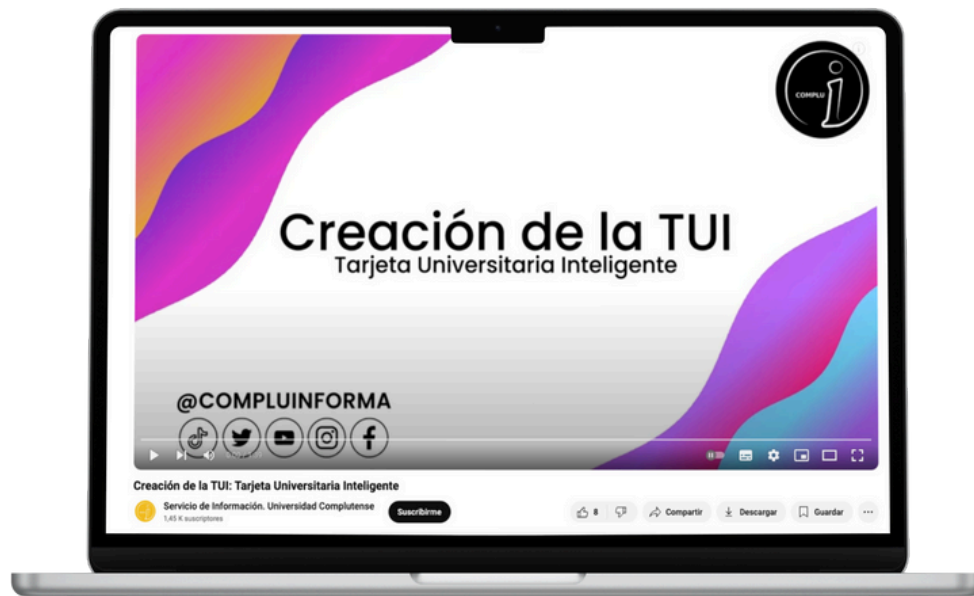 COMPLU
Creación de la TUI
Tarjeta Universitaria Inteligente
@COMPLUINFORMA
Creación de la TUI: Tarjeta Universitaria Inteligente
Servicio de Información. Universidad Complutense
1,45 K suscriptores
Suscribirme
8
Compartir
Descargar
Guardar